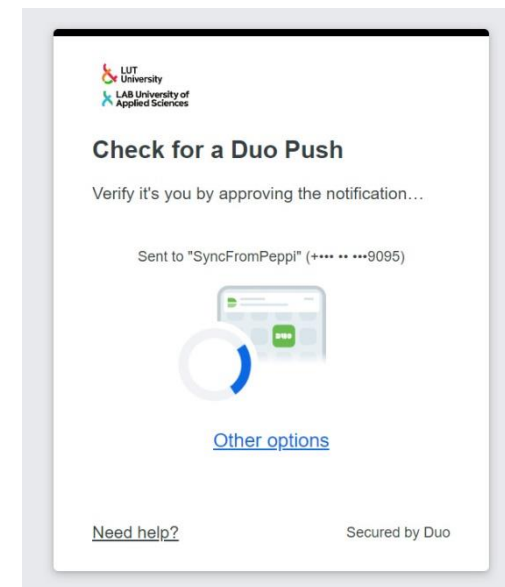 LUT
University
LAB University of
Applied Sciences
Check for a Duo Push
Verify it's you by approving the notification…
Sent to "SyncFromPeppi" (+••• •• •••9095)
DUO
Other options
Need help? Secured by Duo